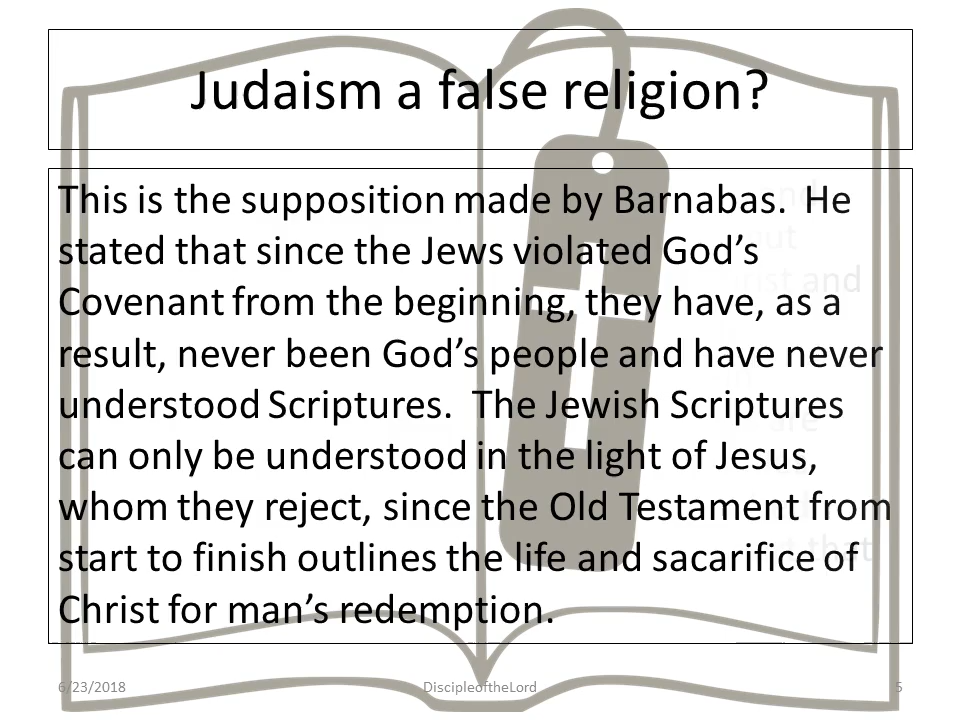 Judaism a false religion?
This is the supposition made by Barnabas.  He
stated that since the Jews violated God’s
Covenant from the beginning, they have, as a
result, never been God’s people and have never
understood Scriptures.  The Jewish Scriptures
can only be understood in the light of Jesus,
whom they reject, since the Old Testament from
start to finish outlines the life and sacarifice of
Christ for man’s redemption.
6/23/2018
DiscipleoftheLord
5